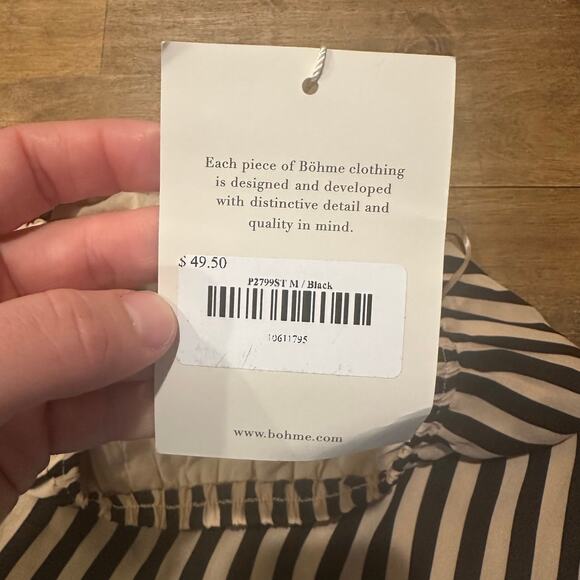 Each piece of Böhme clothing
is designed and developed
with distinctive detail and
quality in mind.
$ 49.50
P2799ST M / Black
10611795
www.bohme.com